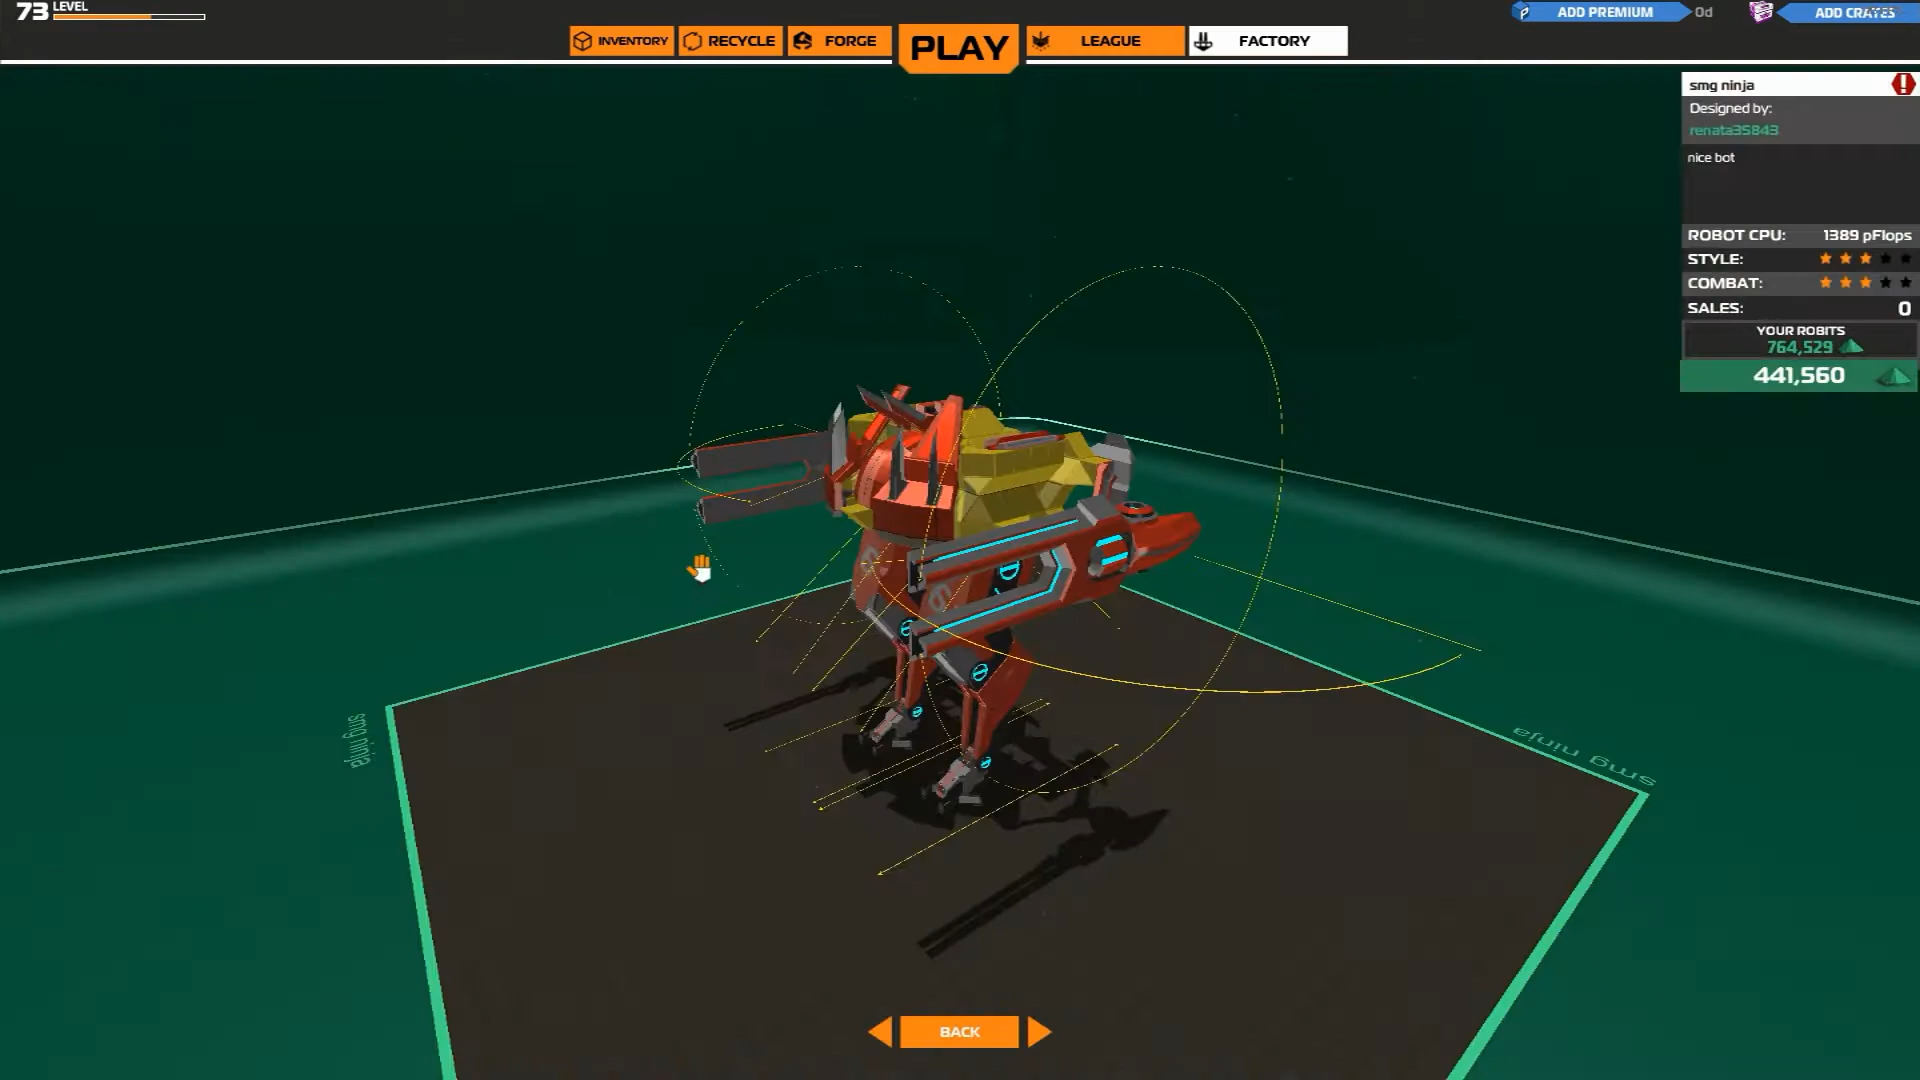 73 LEVEL
ADD PREMIUM
0d
ADD CRATES
INVENTORY
RECYCLE
FORGE
PLAY
LEAGUE
FACTORY
smg ninja
Designed by:
renata35843
nice bot
ROBOT CPU: 1389 pFlops
STYLE:
COMBAT:
SALES: 0
YOUR ROBITS
764,529
441,560
6
6
smg ninja
smg ninja
BACK